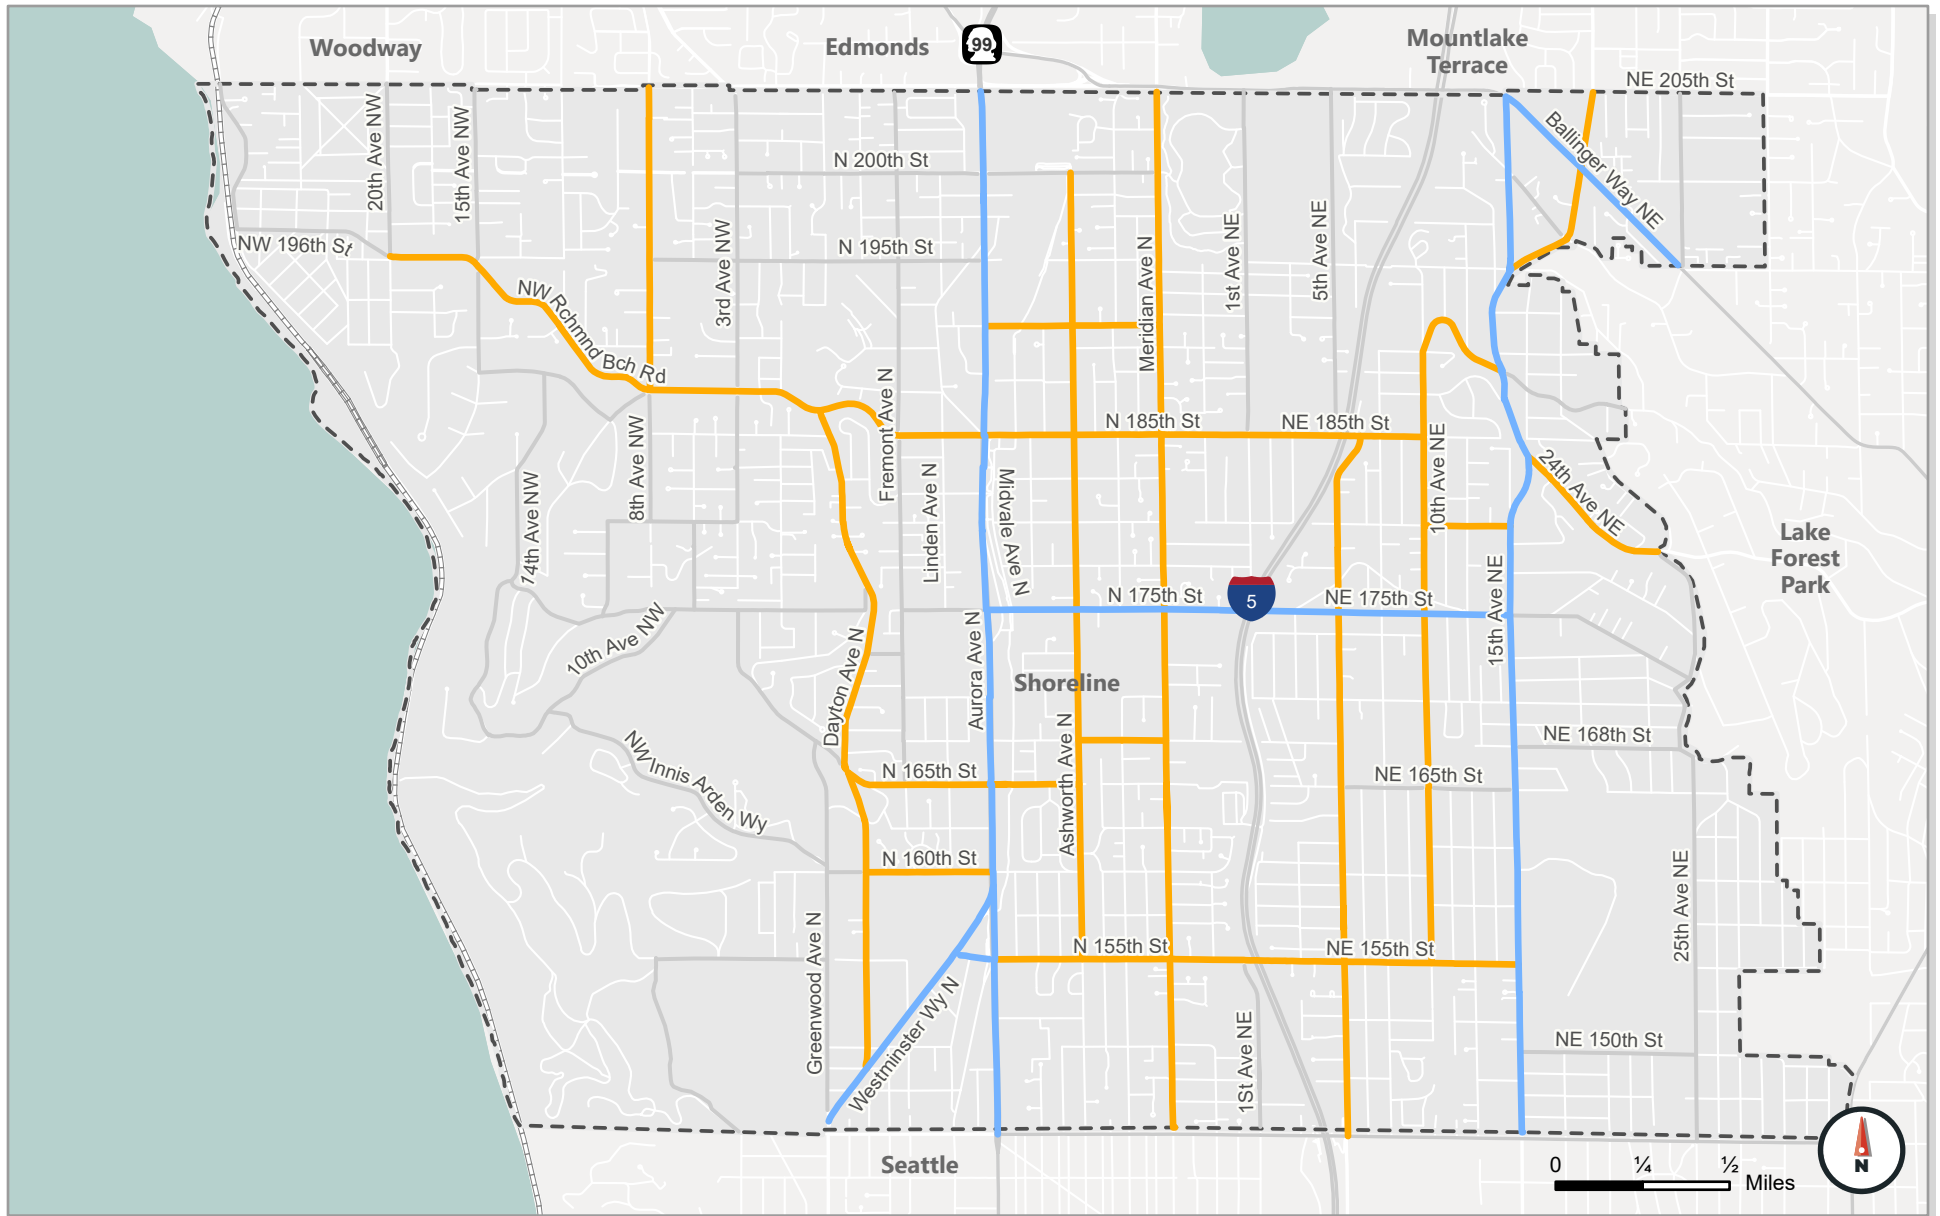 Woodway
Edmonds
99
Mountlake
Terrace
NE 205th St
20th Ave NW
15th Ave NW
N 200th St
Ballinger Way NE
NW 196th St
3rd Ave NW
N 195th St
Meridian Ave N
1st Ave NE
5th Ave NE
NW Rchmnd Bch Rd
Fremont Ave N
N 185th St
NE 185th St
8th Ave NW
14th Ave NW
Linden Ave N
Midvale Ave N
10th Ave NE
24th Ave NE
Lake
Forest
Park
N 175th St
5
NE 175th St
15th Ave NE
10th Ave NW
Dayton Ave N
Aurora Ave N
Shoreline
Ashworth Ave N
NW Innis Arden Wy
N 165th St
NE 165th St
NE 168th St
N 160th St
Greenwood Ave N
N 155th St
NE 155th St
25th Ave NE
Westminster Wy N
1St Ave NE
NE 150th St
Seattle
0 ¼ ½
Miles
N